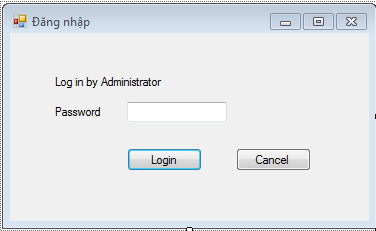 Đăng nhập
Log in by Administrator
Password
Login Cancel